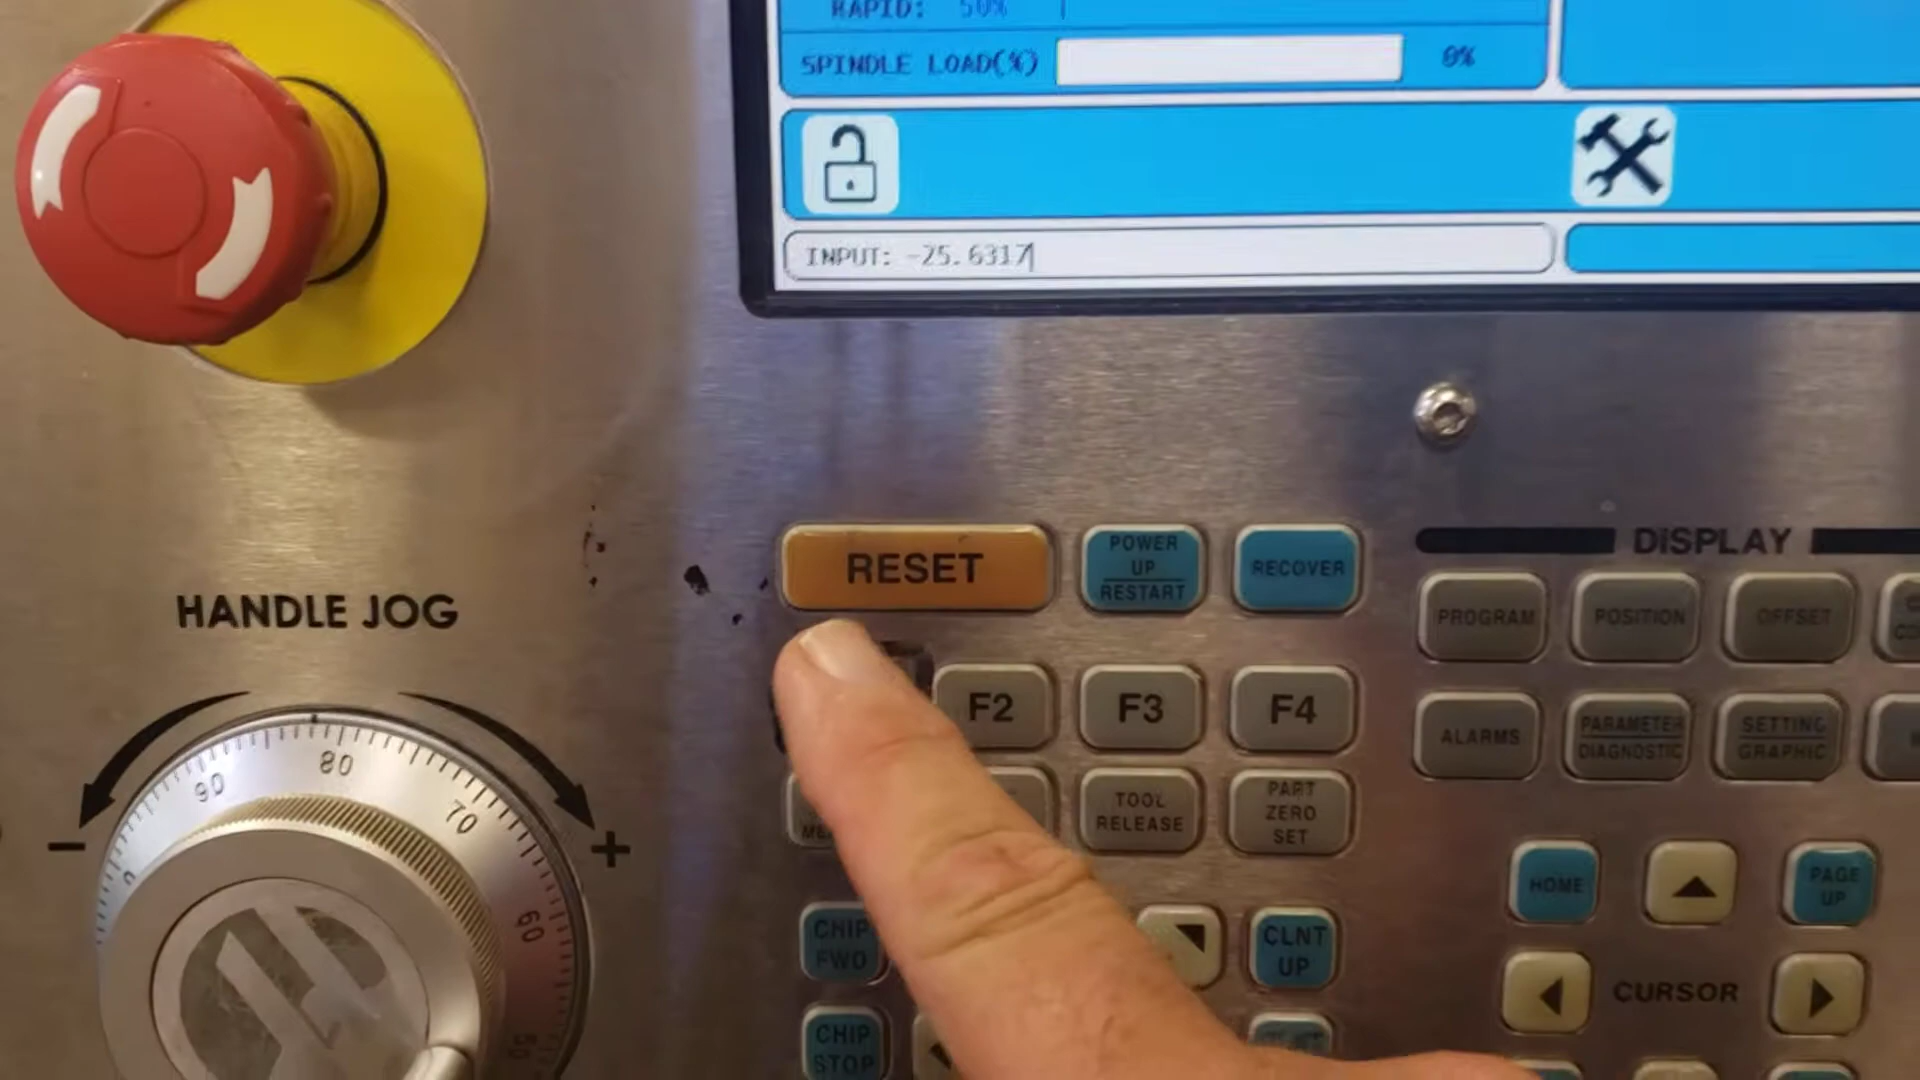 RAPID: 50%
SPINDLE LOAD(%) 0%
INPUT: -25.6317
RESET
POWER
UP
RESTART
RECOVER
DiSPLAY
PROGRAM
POSITION
OFFSET
HANDLE JOG
F2
F3
F4
ALARMS
PARAMETER
DIAGNOSTIC
SETTING
GRAPHIC
90
80
70
60
50
- +
TOOL
RELEASE
PART
ZERO
SET
HOME
PAGE
UP
CHIP
FWD
CLNT
UP
CURSOR
CHIP
STOP